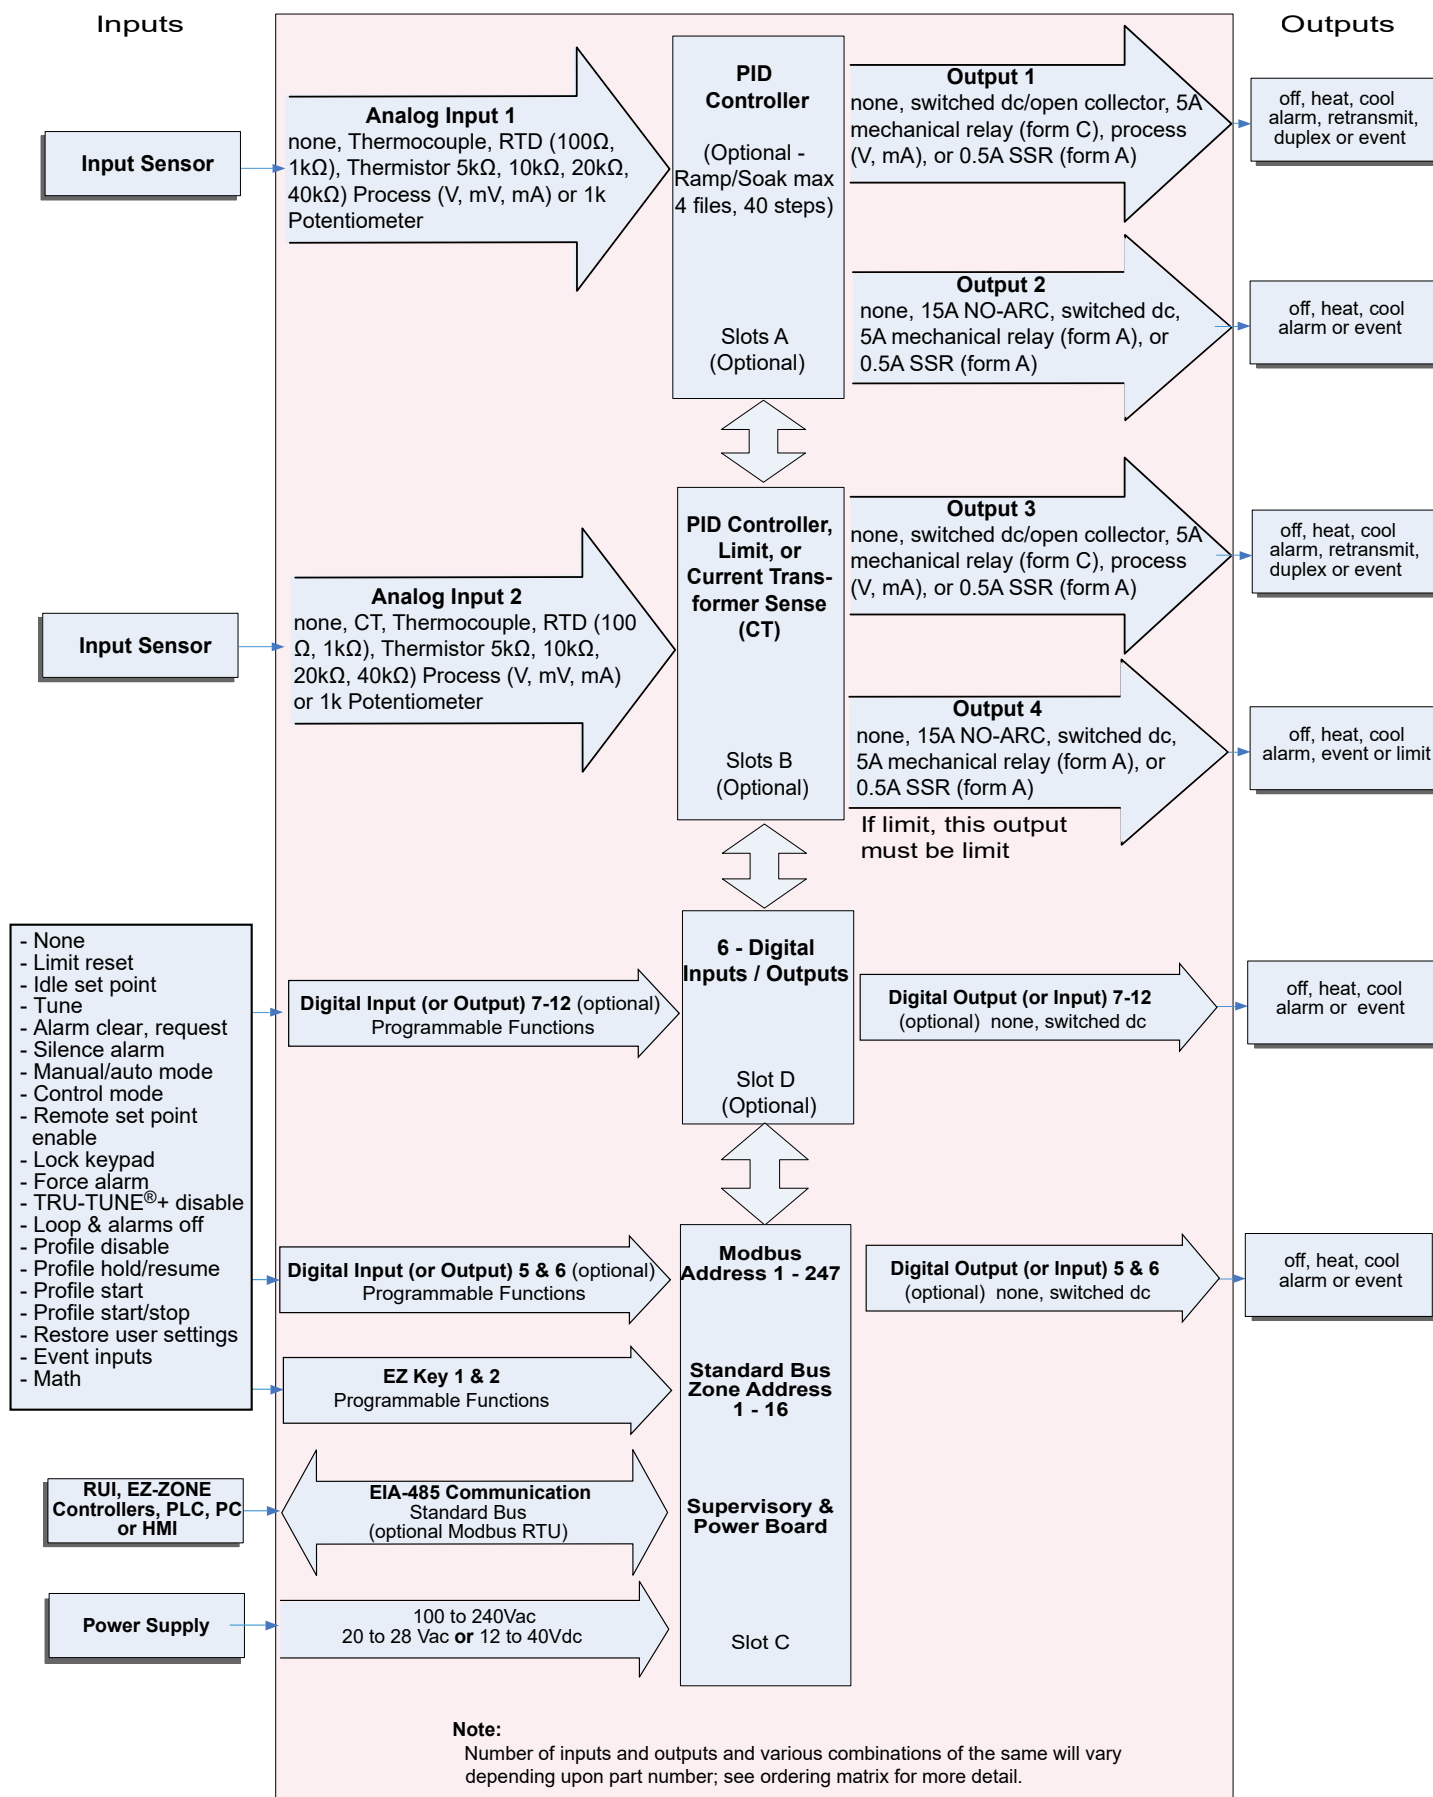 Inputs
Outputs
Input Sensor
Analog Input 1
none, Thermocouple, RTD (100Ω,
1kΩ), Thermistor 5kΩ, 10kΩ, 20kΩ,
40kΩ) Process (V, mV, mA) or 1k
Potentiometer
PID
Controller
(Optional -
Ramp/Soak max
4 files, 40 steps)
Slots A
(Optional)
Output 1
none, switched dc/open collector, 5A
mechanical relay (form C), process
(V, mA), or 0.5A SSR (form A)
off, heat, cool
alarm, retransmit,
duplex or event
Output 2
none, 15A NO-ARC, switched dc,
5A mechanical relay (form A), or
0.5A SSR (form A)
off, heat, cool
alarm or event
Input Sensor
Analog Input 2
none, CT, Thermocouple, RTD (100
Ω, 1kΩ), Thermistor 5kΩ, 10kΩ,
20kΩ, 40kΩ) Process (V, mV, mA)
or 1k Potentiometer
PID Controller,
Limit, or
Current Trans-
former Sense
(CT)
Slots B
(Optional)
Output 3
none, switched dc/open collector, 5A
mechanical relay (form C), process
(V, mA), or 0.5A SSR (form A)
off, heat, cool
alarm, retransmit,
duplex or event
Output 4
none, 15A NO-ARC, switched dc,
5A mechanical relay (form A), or
0.5A SSR (form A)
If limit, this output
must be limit
off, heat, cool
alarm, event or limit
- None
- Limit reset
- Idle set point
- Tune
- Alarm clear, request
- Silence alarm
- Manual/auto mode
- Control mode
- Remote set point
enable
- Lock keypad
- Force alarm
- TRU-TUNE®+ disable
- Loop & alarms off
- Profile disable
- Profile hold/resume
- Profile start
- Profile start/stop
- Restore user settings
- Event inputs
- Math
Digital Input (or Output) 7-12 (optional)
Programmable Functions
6 - Digital
Inputs / Outputs
Slot D
(Optional)
Digital Output (or Input) 7-12
(optional) none, switched dc
off, heat, cool
alarm or event
Digital Input (or Output) 5 & 6 (optional)
Programmable Functions
Modbus
Address 1 - 247
Standard Bus
Zone Address
1 - 16
Supervisory &
Power Board
Slot C
Digital Output (or Input) 5 & 6
(optional) none, switched dc
off, heat, cool
alarm or event
EZ Key 1 & 2
Programmable Functions
RUI, EZ-ZONE
Controllers, PLC, PC
or HMI
EIA-485 Communication
Standard Bus
(optional Modbus RTU)
Power Supply
100 to 240Vac
20 to 28 Vac or 12 to 40Vdc
Note:
Number of inputs and outputs and various combinations of the same will vary
depending upon part number; see ordering matrix for more detail.